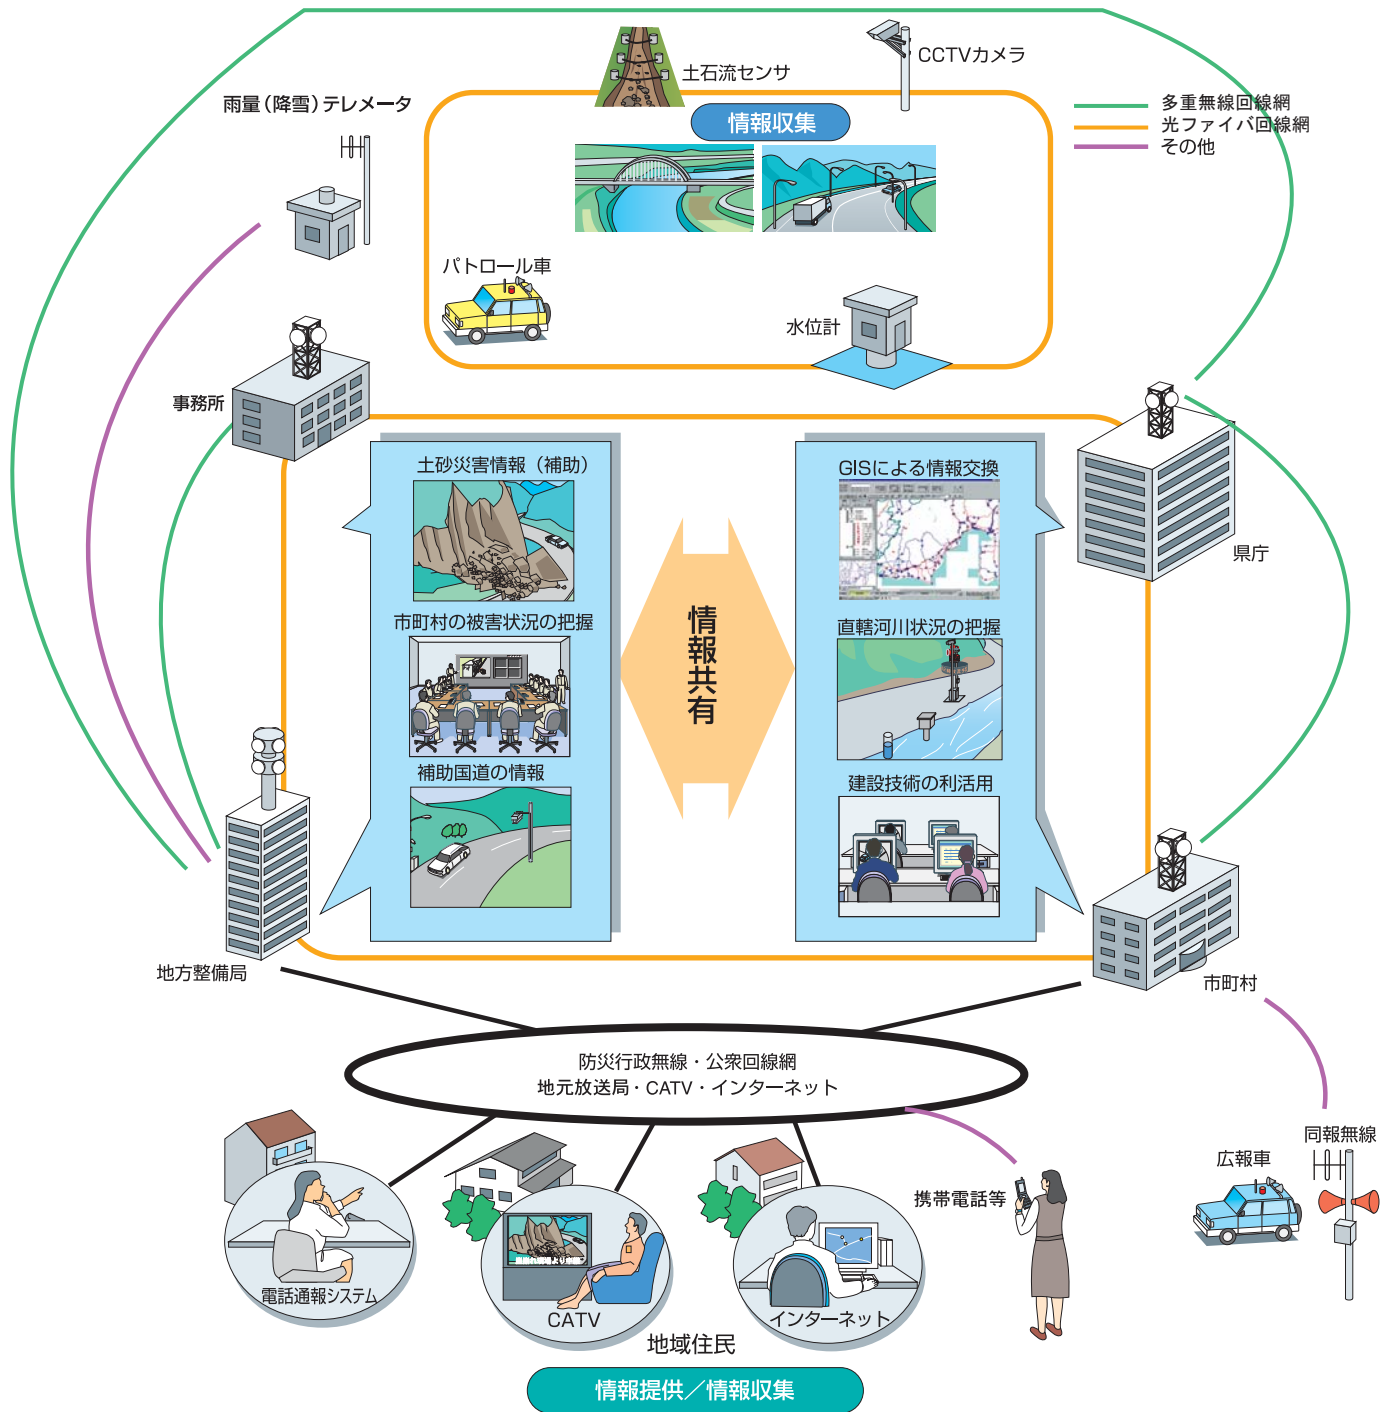 土石流センサ
CCTVカメラ
雨量(降雪)テレメータ
情報収集
多重無線回線網
光ファイバ回線網
その他
パトロール車
水位計
事務所
県庁
土砂災害情報(補助)
市町村の被害状況の把握
補助国道の情報
情報共有
GISによる情報交換
直轄河川状況の把握
建設技術の利活用
地方整備局
市町村
防災行政無線・公衆回線網
地元放送局・CATV・インターネット
電話通報システム
CATV
インターネット
携帯電話等
広報車
同報無線
地域住民
情報提供/情報収集